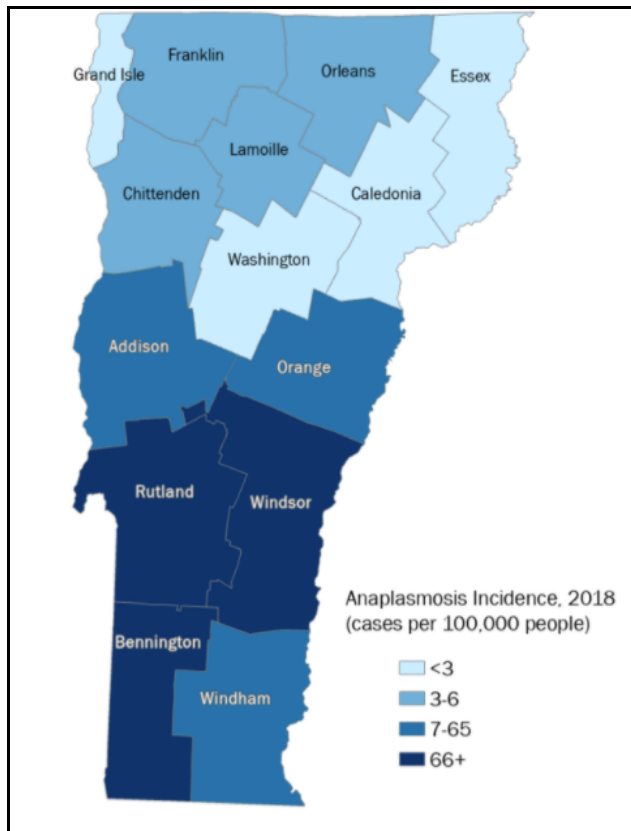 Franklin
Orleans
Essex
Grand Isle
Lamoille
Chittenden
Caledonia
Washington
Addison
Orange
Rutland
Windsor
Bennington
Windham
Anaplasmosis Incidence, 2018
(cases per 100,000 people)
<3
3-6
7-65
66+